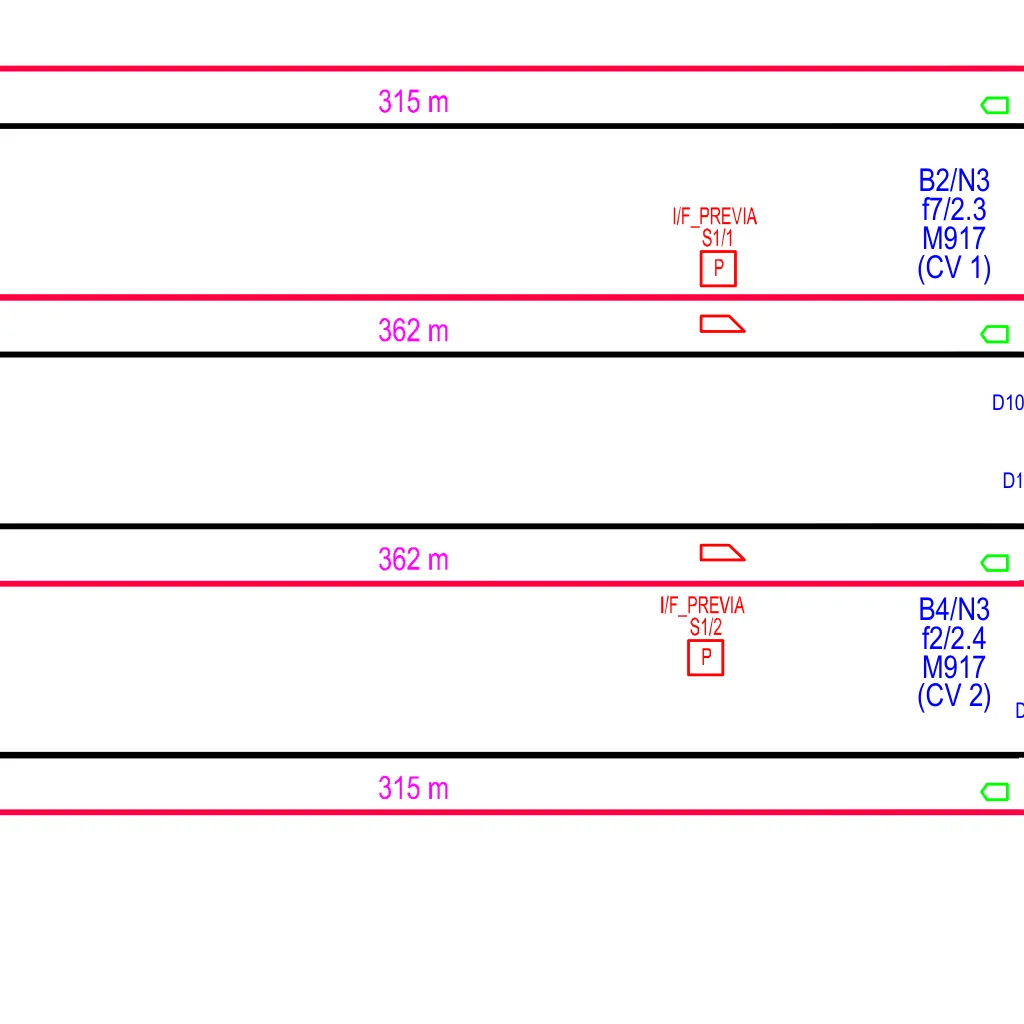 315 m
B2/N3
f7/2.3
M917
(CV 1)
I/F_PREVIA
S1/1
P
362 m
D10
D1
362 m
I/F_PREVIA
S1/2
P
B4/N3
f2/2.4
M917
(CV 2)
D
315 m